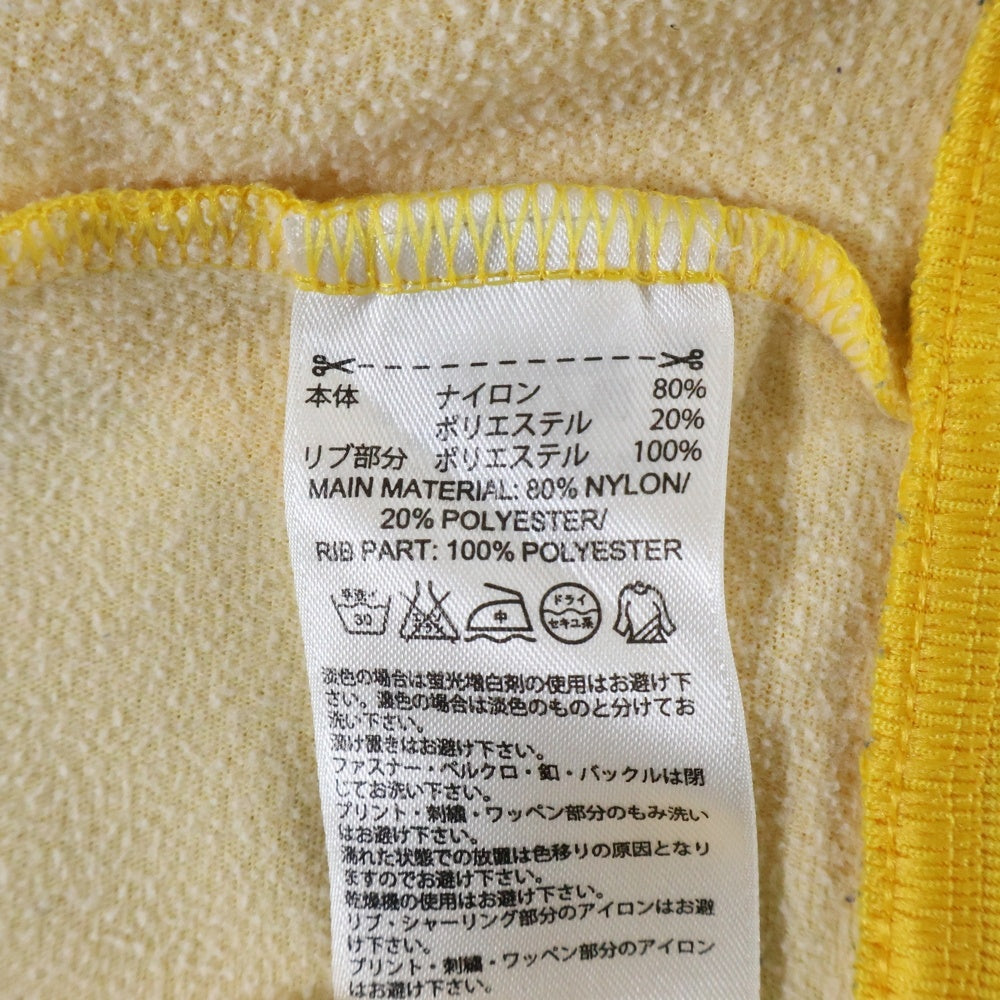 本体 ナイロン 80%
ポリエステル 20%
リブ部分 ポリエステル 100%
MAIN MATERIAL: 80% NYLON/
20% POLYESTER/
RIB PART: 100% POLYESTER
手洗イ 30 エンソサラシ 中 ドライ セキユ系
淡色の場合は蛍光増白剤の使用はお避け下
さい。濃色の場合は淡色のものと分けてお
洗い下さい。
漬け置きはお避け下さい。
ファスナー・ベルクロ・釦・バックルは閉
じてお洗い下さい。
プリント・刺繍・ワッペン部分のもみ洗い
はお避け下さい。
濡れた状態での放置は色移りの原因となり
ますのでお避け下さい。
乾燥機の使用はお避け下さい。
リブ・シャーリング部分のアイロンはお避
け下さい。
プリント・刺繍・ワッペン部分のアイロン
はお避け下さい。